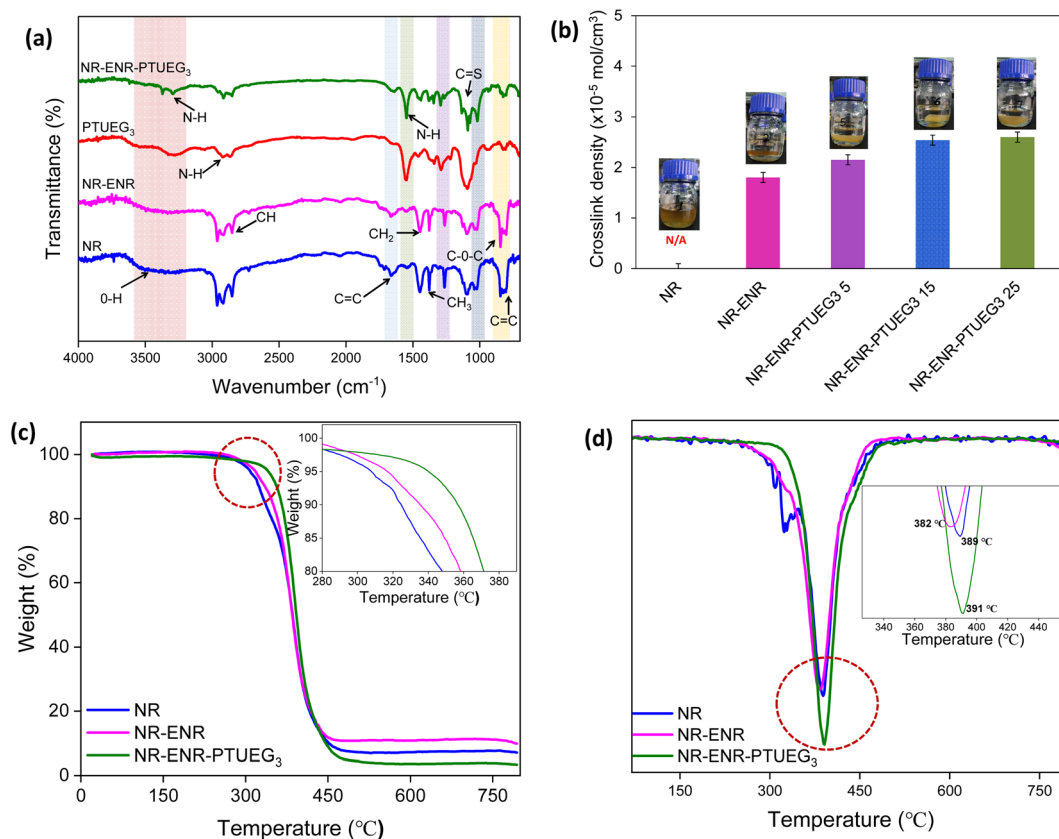 (a)
NR-ENR-PTUEG₃
N-H
N-H
C=S
PTUEG₃
N-H
NR-ENR
CH
CH₂
C-0-C
NR
0-H
C=C
CH₃
C=C
Transmittance (%)
4000 3500 3000 2500 2000 1500 1000
Wavenumber (cm⁻¹)
(b)
5
4
3
2
1
0
Crosslink density (x10⁻⁵ mol/cm³)
N/A
NR
NR-ENR
NR-ENR-PTUEG3 5
NR-ENR-PTUEG3 15
NR-ENR-PTUEG3 25
(c)
100
80
60
40
20
0
Weight (%)
100
95
90
85
80
Weight (%)
280 300 320 340 360 380
Temperature (℃)
NR
NR-ENR
NR-ENR-PTUEG₃
0 150 300 450 600 750
Temperature (℃)
(d)
382 ℃
389 ℃
391 ℃
340 360 380 400 420 440
Temperature (℃)
NR
NR-ENR
NR-ENR-PTUEG₃
150 300 450 600 750
Temperature (℃)